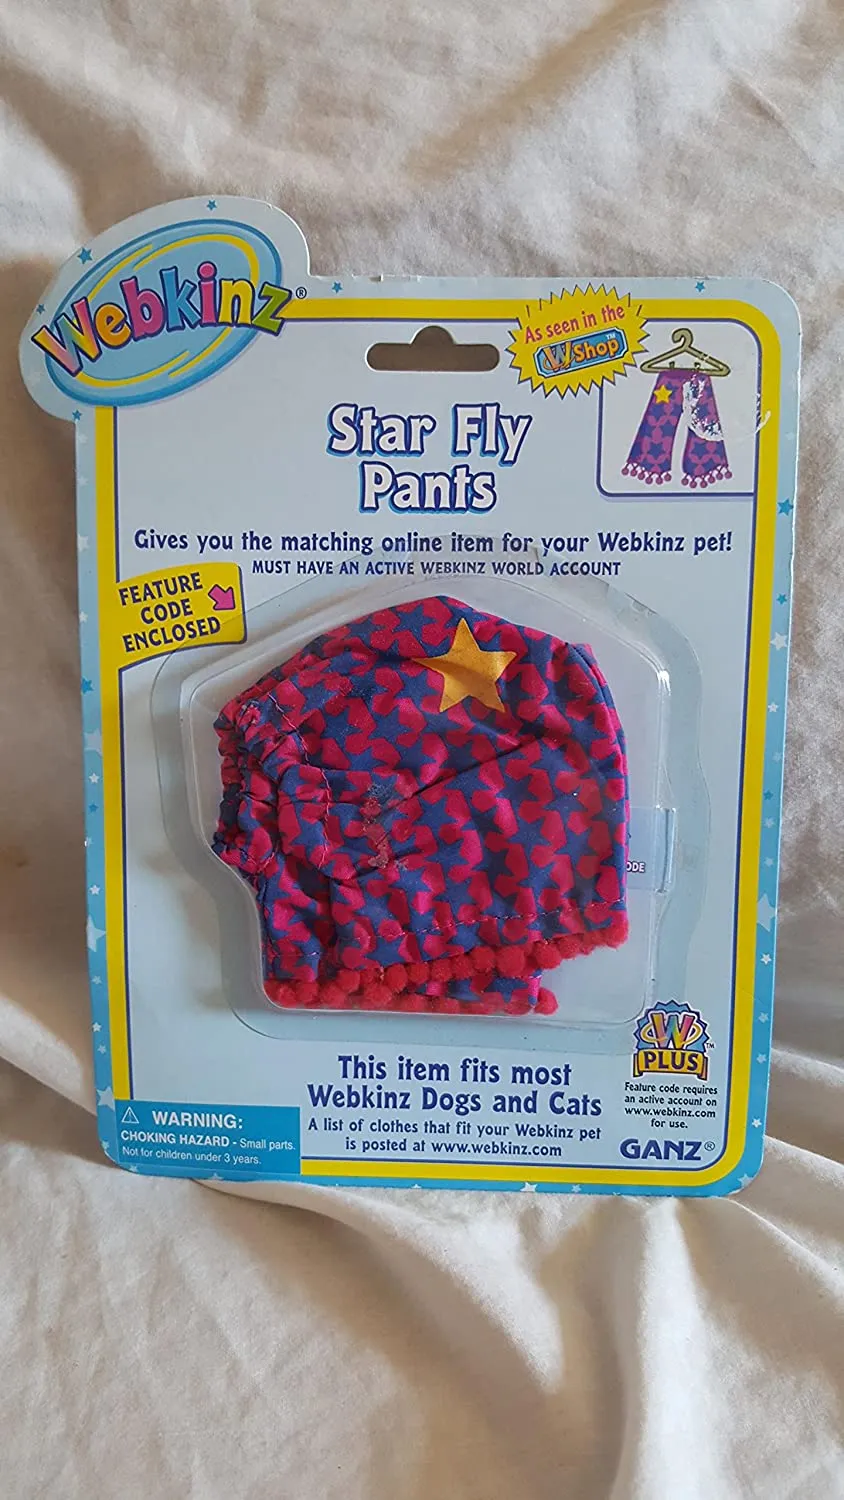 Webkinz®
As seen in the
W Shop™
Star Fly
Pants
Gives you the matching online item for your Webkinz pet!
MUST HAVE AN ACTIVE WEBKINZ WORLD ACCOUNT
FEATURE
CODE
ENCLOSED
ODE
W
PLUS™
This item fits most
Webkinz Dogs and Cats
A list of clothes that fit your Webkinz pet
is posted at www.webkinz.com
Feature code requires
an active account on
www.webkinz.com
for use.
GANZ®
⚠ WARNING:
CHOKING HAZARD - Small parts.
Not for children under 3 years.